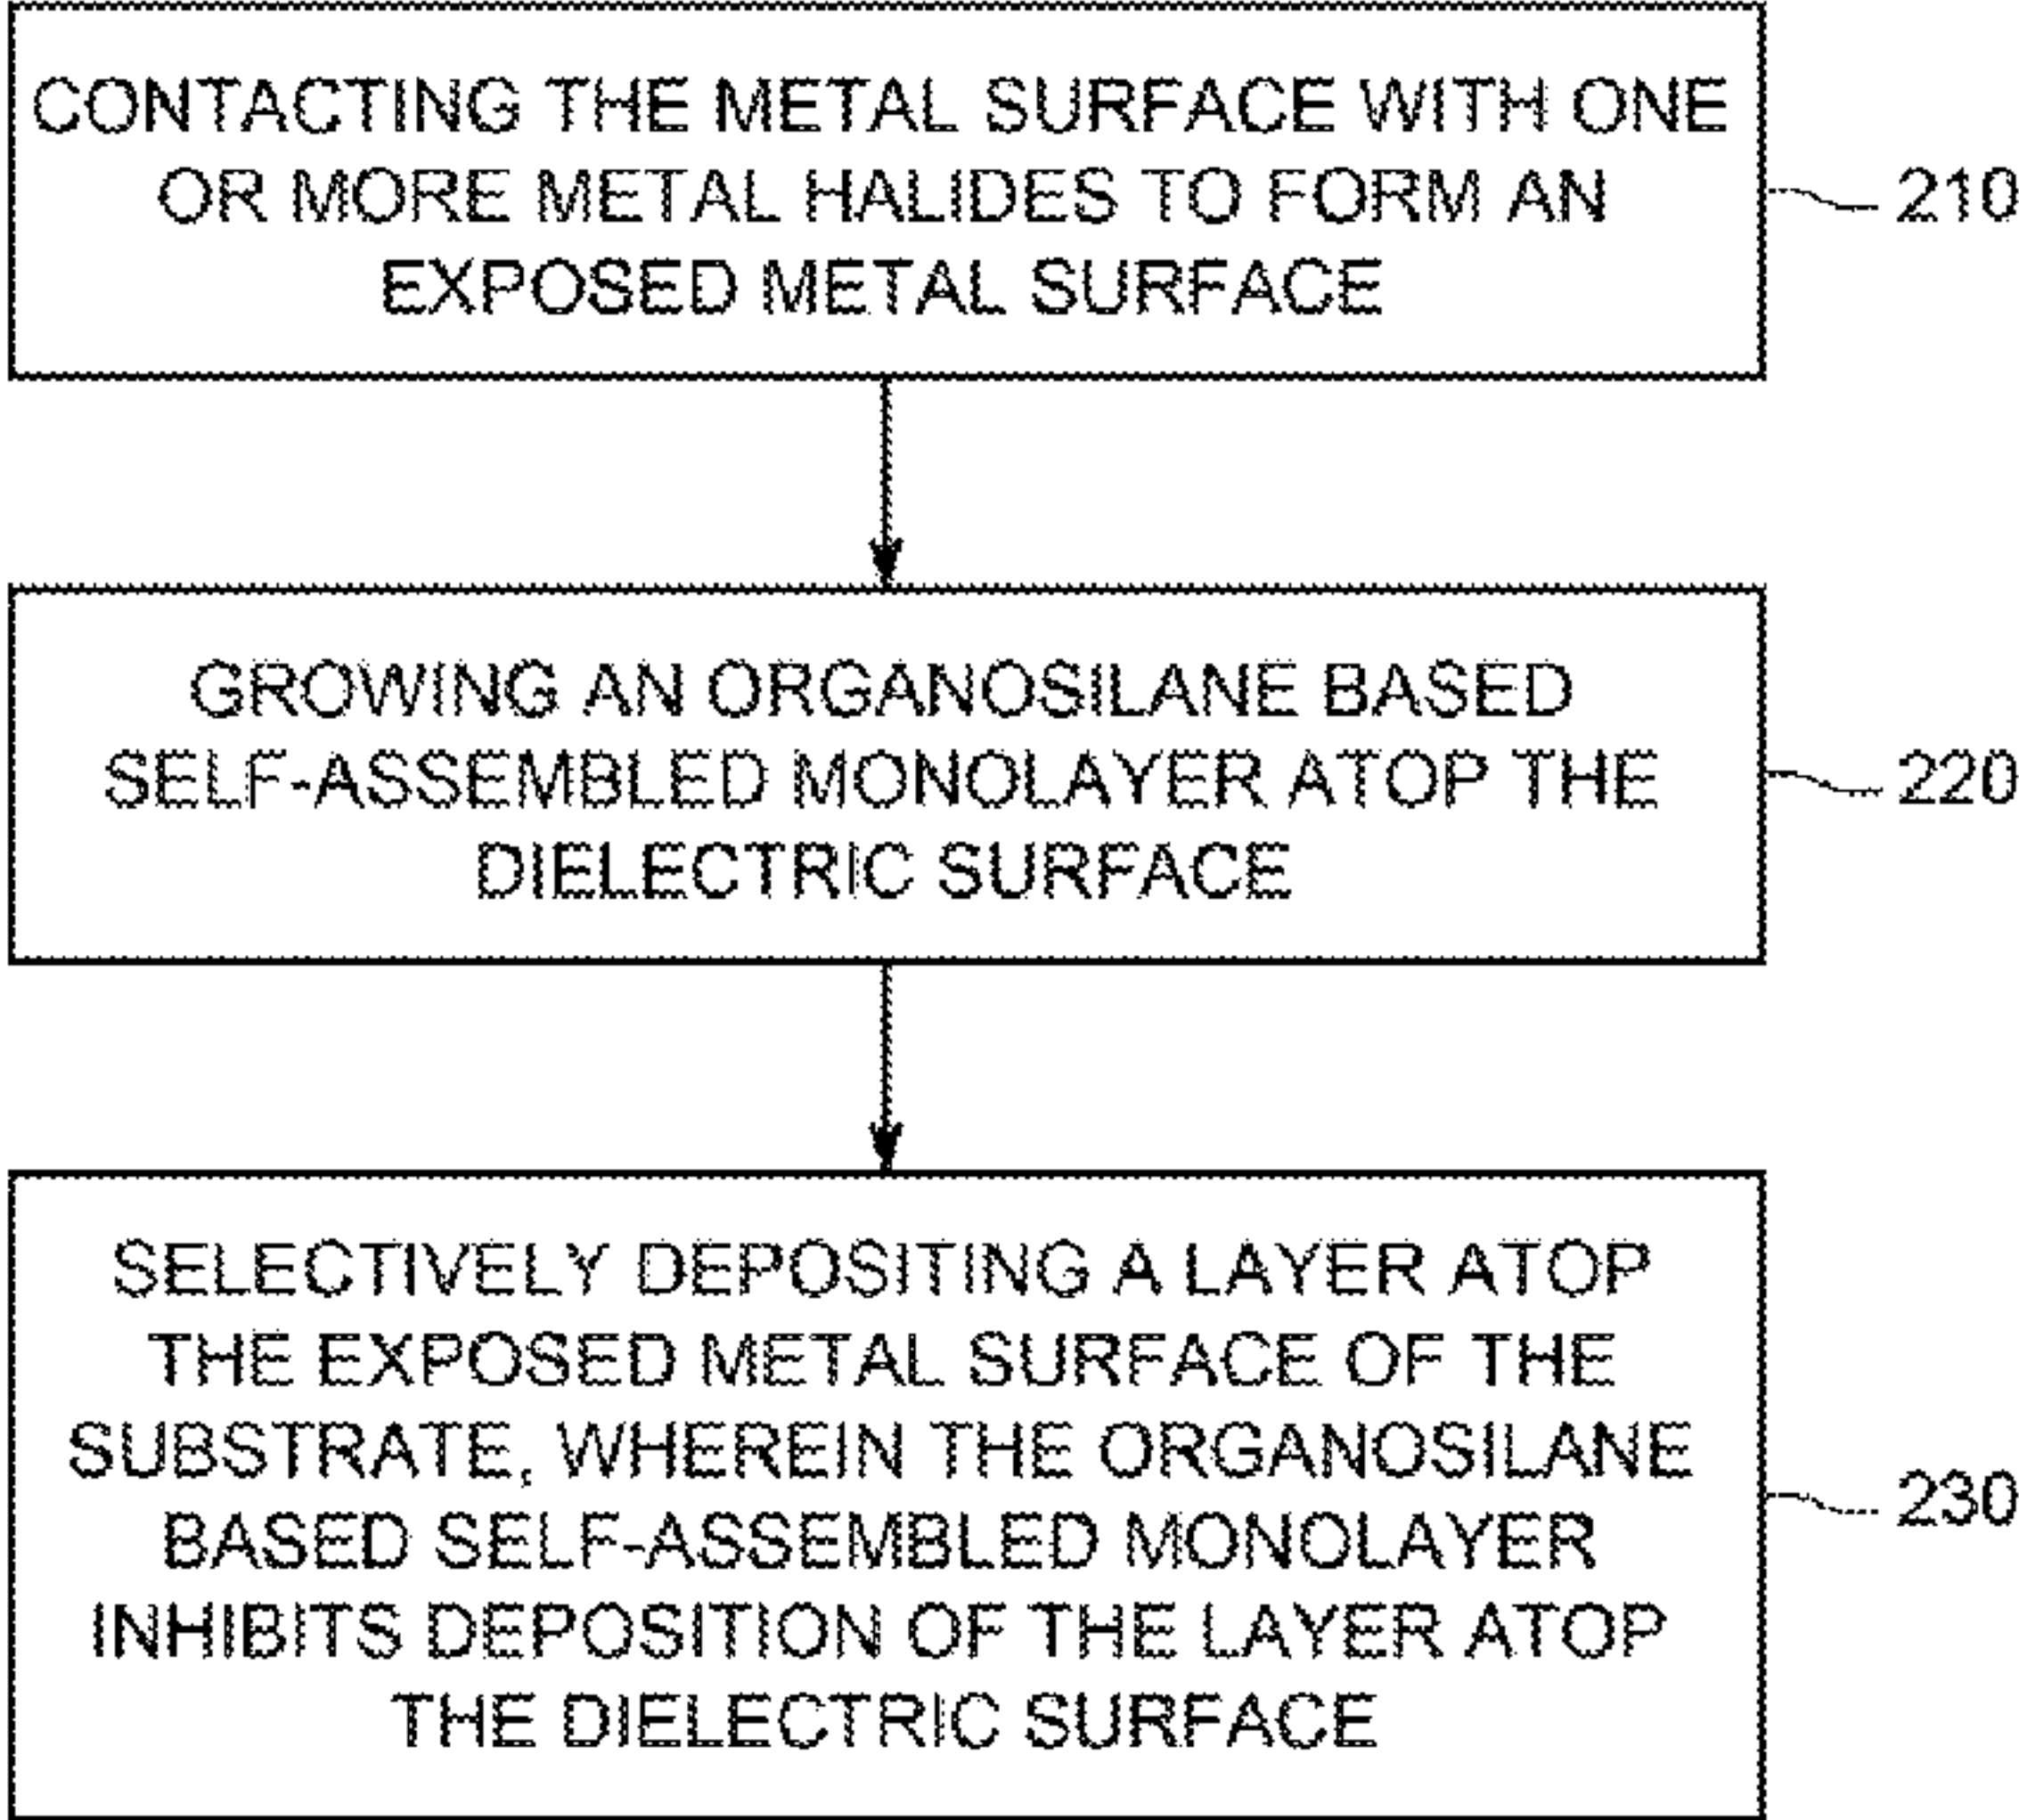 CONTACTING THE METAL SURFACE WITH ONE
OR MORE METAL HALIDES TO FORM AN
EXPOSED METAL SURFACE
210
GROWING AN ORGANOSILANE BASED
SELF-ASSEMBLED MONOLAYER ATOP THE
DIELECTRIC SURFACE
220
SELECTIVELY DEPOSITING A LAYER ATOP
THE EXPOSED METAL SURFACE OF THE
SUBSTRATE, WHEREIN THE ORGANOSILANE
BASED SELF-ASSEMBLED MONOLAYER
INHIBITS DEPOSITION OF THE LAYER ATOP
THE DIELECTRIC SURFACE
230